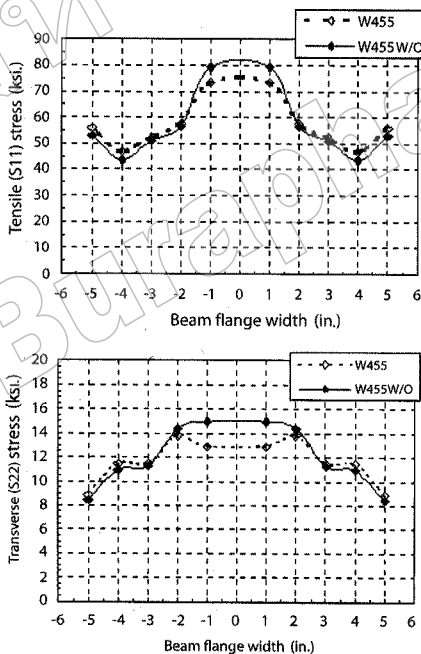 W455
W455W/O
Tensile (S11) stress (ksi.)
90
80
70
60
50
40
30
20
10
0
-6 -5 -4 -3 -2 -1 0 1 2 3 4 5 6
Beam flange width (in.)
W455
W455W/O
Transverse (S22) stress (ksi.)
20
18
16
14
12
10
8
6
4
2
0
-6 -5 -4 -3 -2 -1 0 1 2 3 4 5 6
Beam flange width (in.)
Burapha